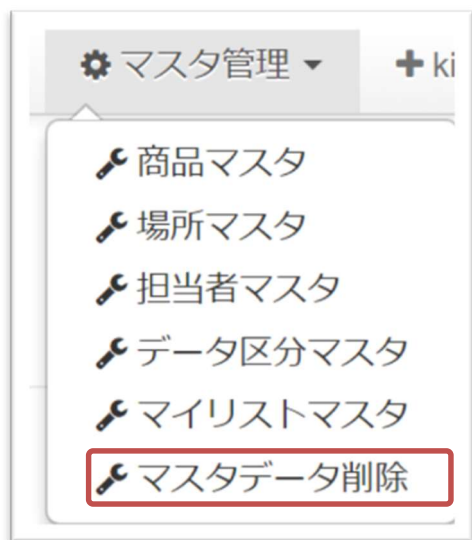 マスタ管理 + ki
商品マスタ
場所マスタ
担当者マスタ
データ区分マスタ
マイリストマスタ
マスタデータ削除